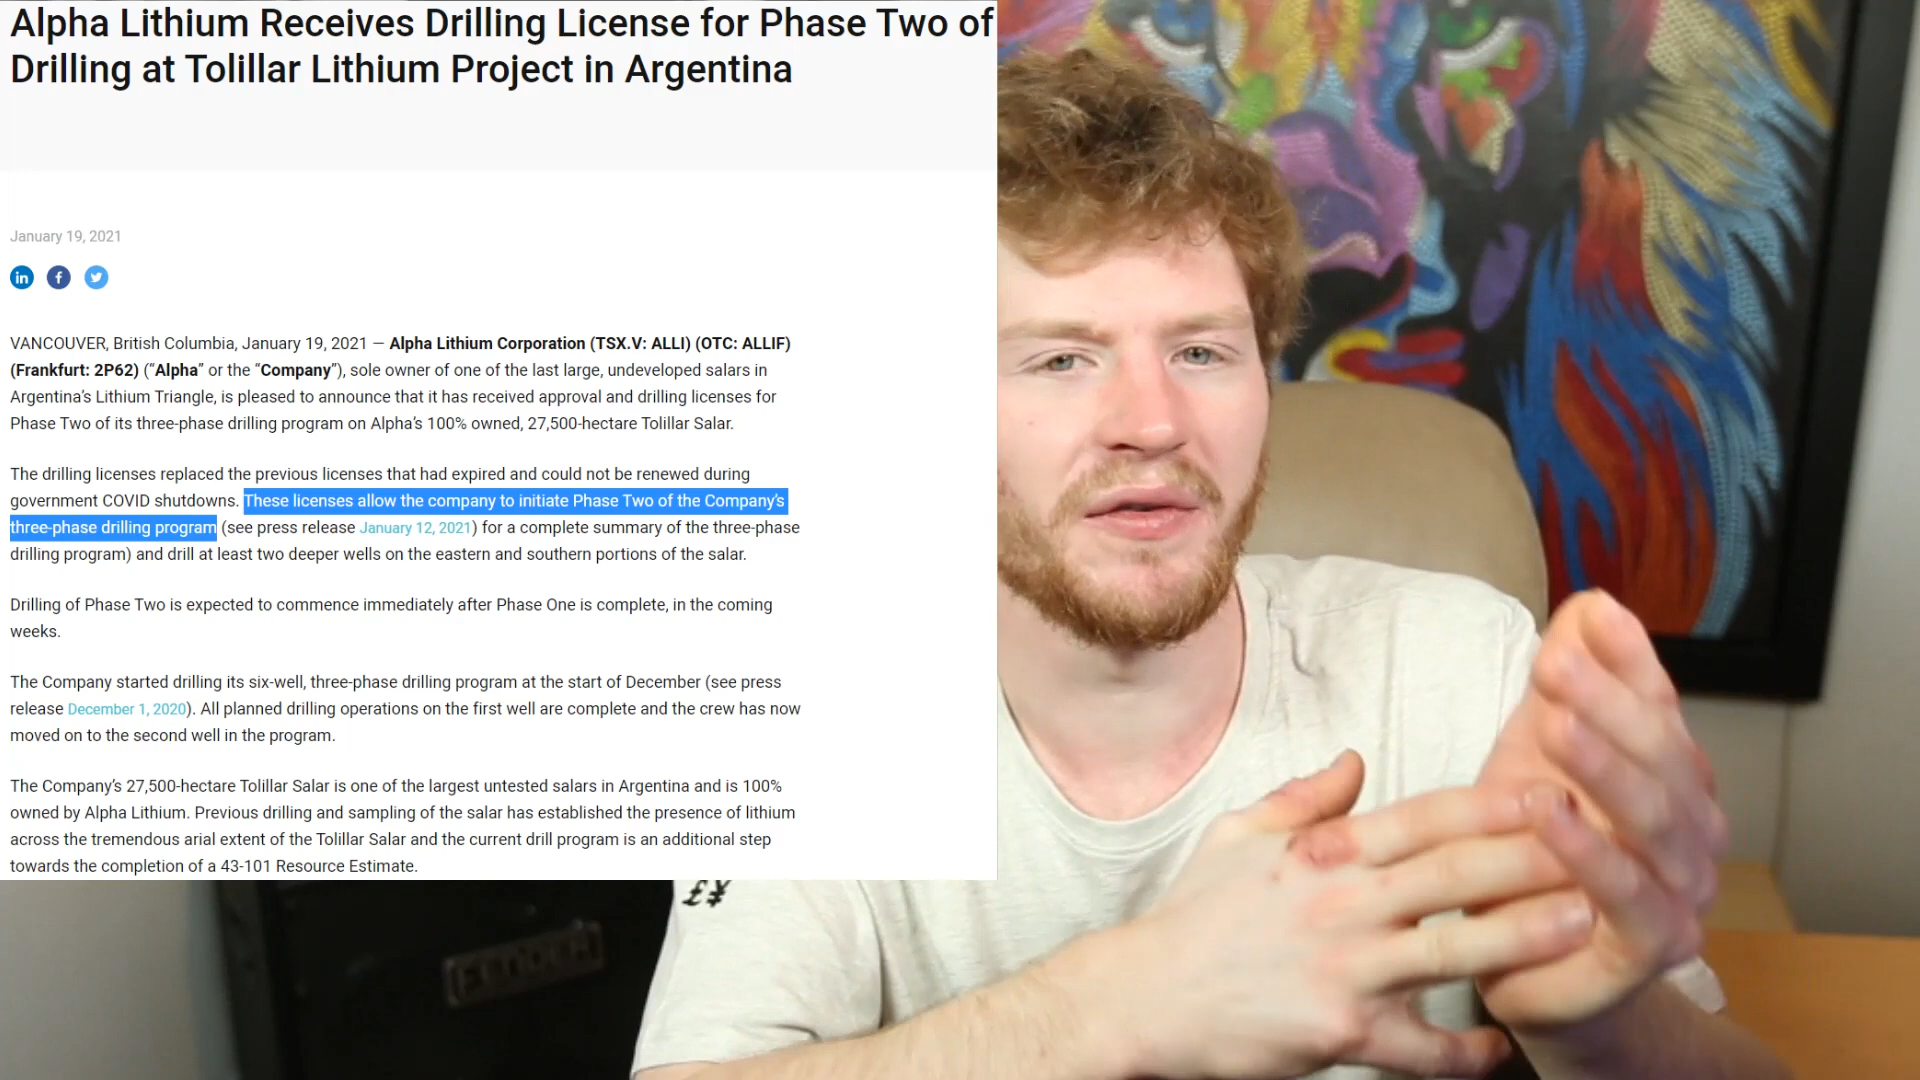 Alpha Lithium Receives Drilling License for Phase Two of
Drilling at Tolillar Lithium Project in Argentina
January 19, 2021
in f
VANCOUVER, British Columbia, January 19, 2021 — Alpha Lithium Corporation (TSX.V: ALLI) (OTC: ALLIF)
(Frankfurt: 2P62) (“Alpha” or the “Company”), sole owner of one of the last large, undeveloped salars in
Argentina’s Lithium Triangle, is pleased to announce that it has received approval and drilling licenses for
Phase Two of its three-phase drilling program on Alpha’s 100% owned, 27,500-hectare Tolillar Salar.
The drilling licenses replaced the previous licenses that had expired and could not be renewed during
government COVID shutdowns. These licenses allow the company to initiate Phase Two of the Company’s
three-phase drilling program (see press release January 12, 2021) for a complete summary of the three-phase
drilling program) and drill at least two deeper wells on the eastern and southern portions of the salar.
Drilling of Phase Two is expected to commence immediately after Phase One is complete, in the coming
weeks.
The Company started drilling its six-well, three-phase drilling program at the start of December (see press
release December 1, 2020). All planned drilling operations on the first well are complete and the crew has now
moved on to the second well in the program.
The Company’s 27,500-hectare Tolillar Salar is one of the largest untested salars in Argentina and is 100%
owned by Alpha Lithium. Previous drilling and sampling of the salar has established the presence of lithium
across the tremendous arial extent of the Tolillar Salar and the current drill program is an additional step
towards the completion of a 43-101 Resource Estimate.
£¥
FENDER